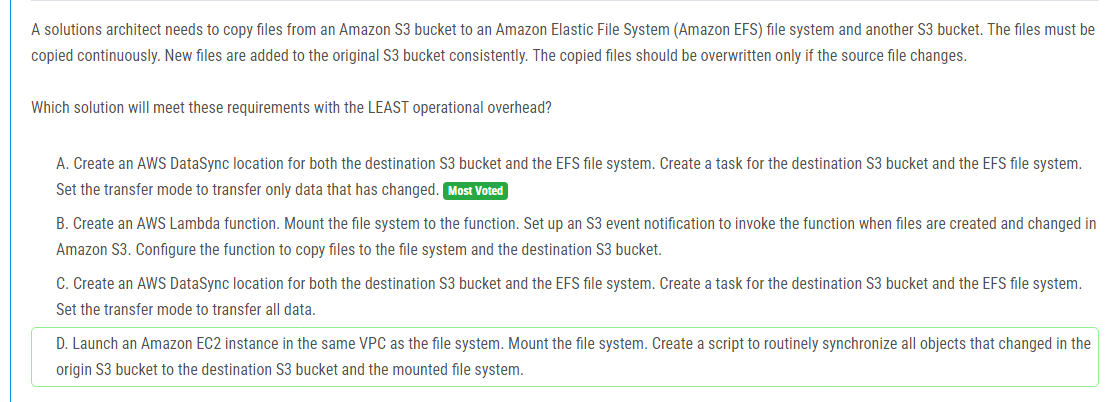 A solutions architect needs to copy files from an Amazon S3 bucket to an Amazon Elastic File System (Amazon EFS) file system and another S3 bucket. The files must be
copied continuously. New files are added to the original S3 bucket consistently. The copied files should be overwritten only if the source file changes.
Which solution will meet these requirements with the LEAST operational overhead?
A. Create an AWS DataSync location for both the destination S3 bucket and the EFS file system. Create a task for the destination S3 bucket and the EFS file system.
Set the transfer mode to transfer only data that has changed. Most Voted
B. Create an AWS Lambda function. Mount the file system to the function. Set up an S3 event notification to invoke the function when files are created and changed in
Amazon S3. Configure the function to copy files to the file system and the destination S3 bucket.
C. Create an AWS DataSync location for both the destination S3 bucket and the EFS file system. Create a task for the destination S3 bucket and the EFS file system.
Set the transfer mode to transfer all data.
D. Launch an Amazon EC2 instance in the same VPC as the file system. Mount the file system. Create a script to routinely synchronize all objects that changed in the
origin S3 bucket to the destination S3 bucket and the mounted file system.